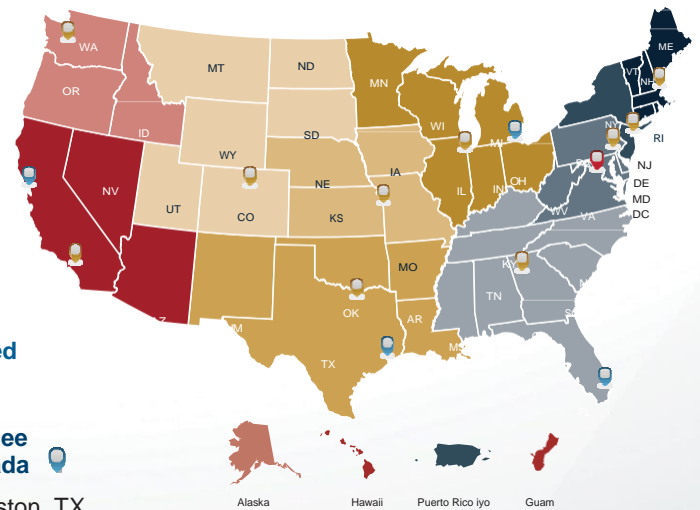 WA
ME
MT
ND
VT
NH
OR
MN
NY
ID
SD
WI
MI
RI
WY
IA
NJ
NE
OH
IL
IN
DE
NV
UT
CO
KS
WV
MD
VA
DC
MO
KY
TN
OK
AR
TX
ed
ee
ada
ston, TX
Alaska
Hawaii
Puerto Rico iyo
Guam